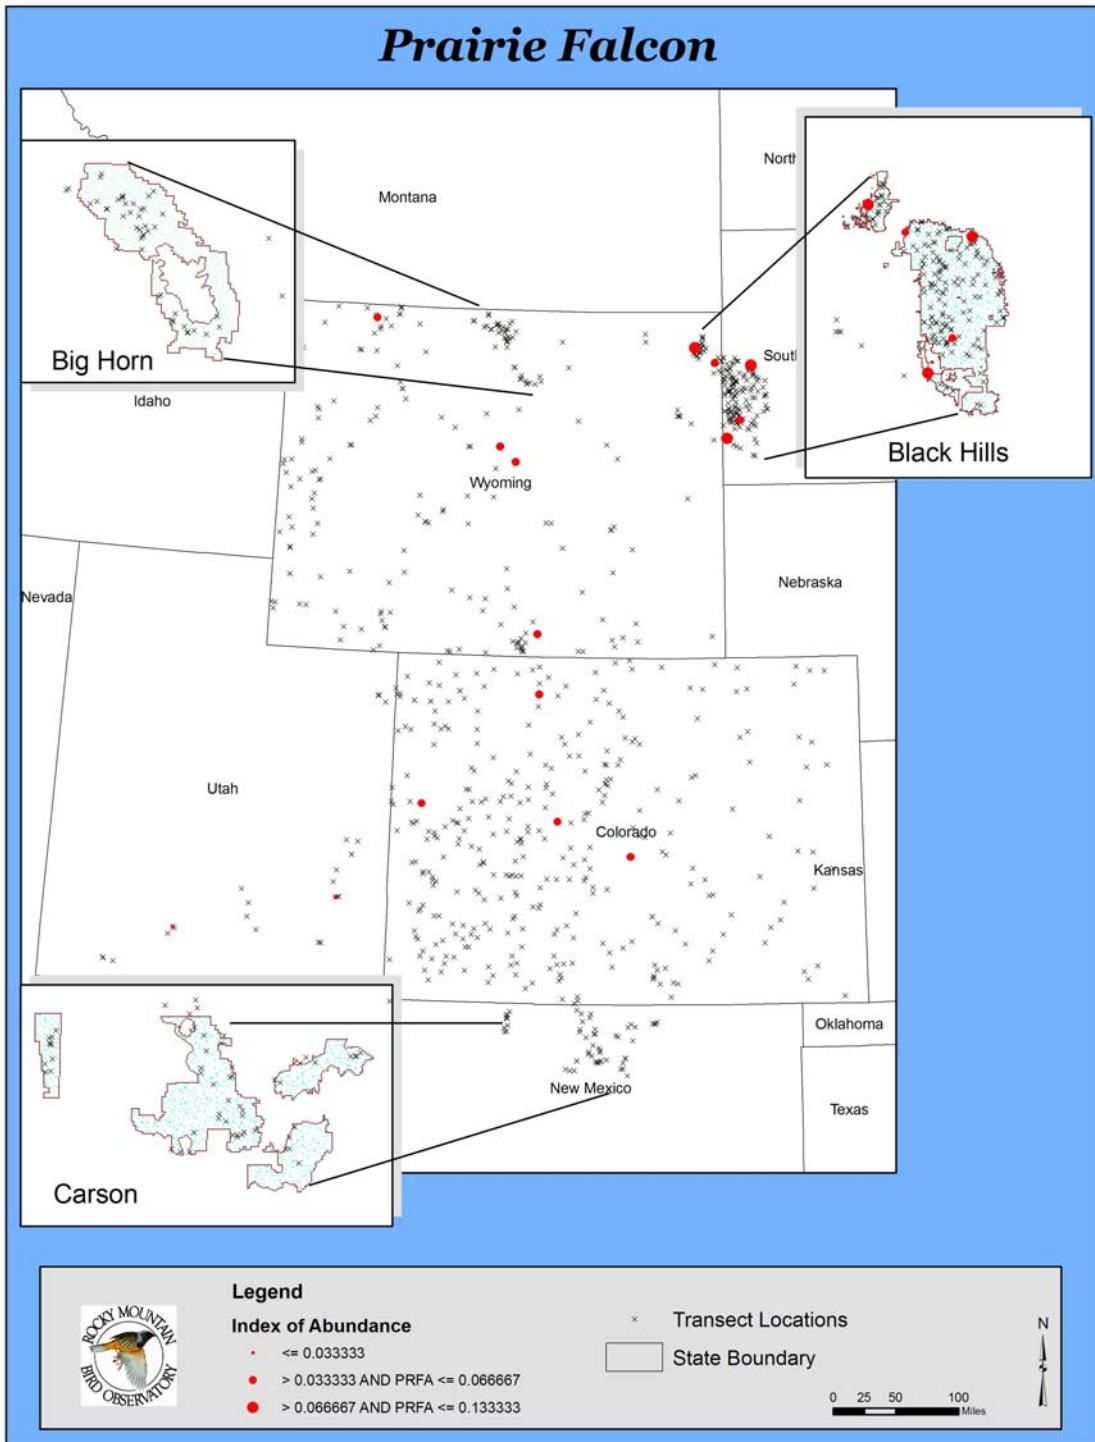 Prairie Falcon
Montana
North
Big Horn
Idaho
South
Black Hills
Wyoming
Nebraska
Nevada
Utah
Colorado
Kansas
Oklahoma
New Mexico
Texas
Carson
ROCKY MOUNTAIN
BIRD OBSERVATORY
Legend
Index of Abundance
<= 0.033333
> 0.033333 AND PRFA <= 0.066667
> 0.066667 AND PRFA <= 0.133333
Transect Locations
State Boundary
N
0 25 50 100
Miles